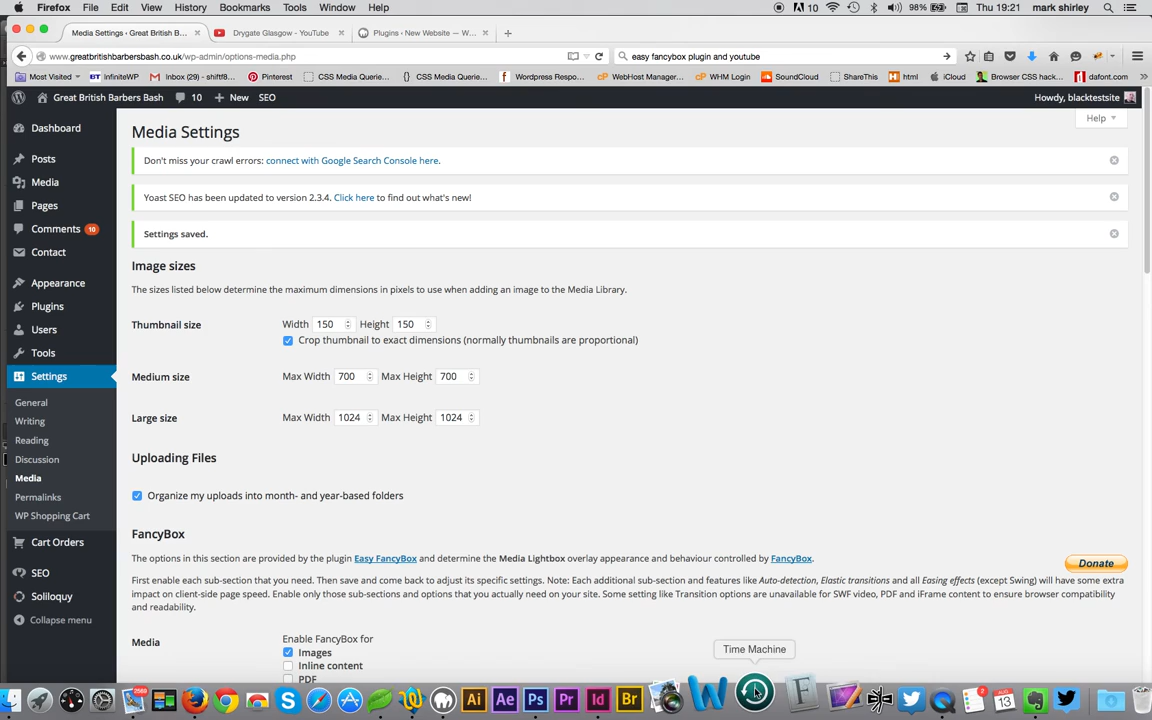 Firefox File Edit View History Bookmarks Tools Window Help 10 98% Thu 19:21 mark shirley
Media Settings ‹ Great British B... Drygate Glasgow - YouTube Plugins ‹ New Website — W...
www.greatbritishbarbersbash.co.uk/wp-admin/options-media.php easy fancybox plugin and youtube
Most Visited InfiniteWP Inbox (29) - shiftf8... Pinterest CSS Media Querie... {} CSS Media Querie... Wordpress Respo... WebHost Manager... WHM Login SoundCloud ShareThis html iCloud Browser CSS hack... dafont.com
Great British Barbers Bash 10 New SEO Howdy, blacktestsite
Help
Dashboard
Posts
Media
Pages
Comments 10
Contact
Appearance
Plugins
Users
Tools
Settings
General
Writing
Reading
Discussion
Media
Permalinks
WP Shopping Cart
Cart Orders
SEO
Soliloquy
Collapse menu
Media Settings
Don't miss your crawl errors: connect with Google Search Console here.
Yoast SEO has been updated to version 2.3.4. Click here to find out what's new!
Settings saved.
Image sizes
The sizes listed below determine the maximum dimensions in pixels to use when adding an image to the Media Library.
Thumbnail size Width 150 Height 150
Crop thumbnail to exact dimensions (normally thumbnails are proportional)
Medium size Max Width 700 Max Height 700
Large size Max Width 1024 Max Height 1024
Uploading Files
Organize my uploads into month- and year-based folders
FancyBox
The options in this section are provided by the plugin Easy FancyBox and determine the Media Lightbox overlay appearance and behaviour controlled by FancyBox.
Donate
First enable each sub-section that you need. Then save and come back to adjust its specific settings. Note: Each additional sub-section and features like Auto-detection, Elastic transitions and all Easing effects (except Swing) will have some extra
impact on client-side page speed. Enable only those sub-sections and options that you actually need on your site. Some setting like Transition options are unavailable for SWF video, PDF and iFrame content to ensure browser compatibility
and readability.
Media Enable FancyBox for
Images
Inline content
PDF
Time Machine
2669 Ai Ae Ps Pr Id Br W F 13 2